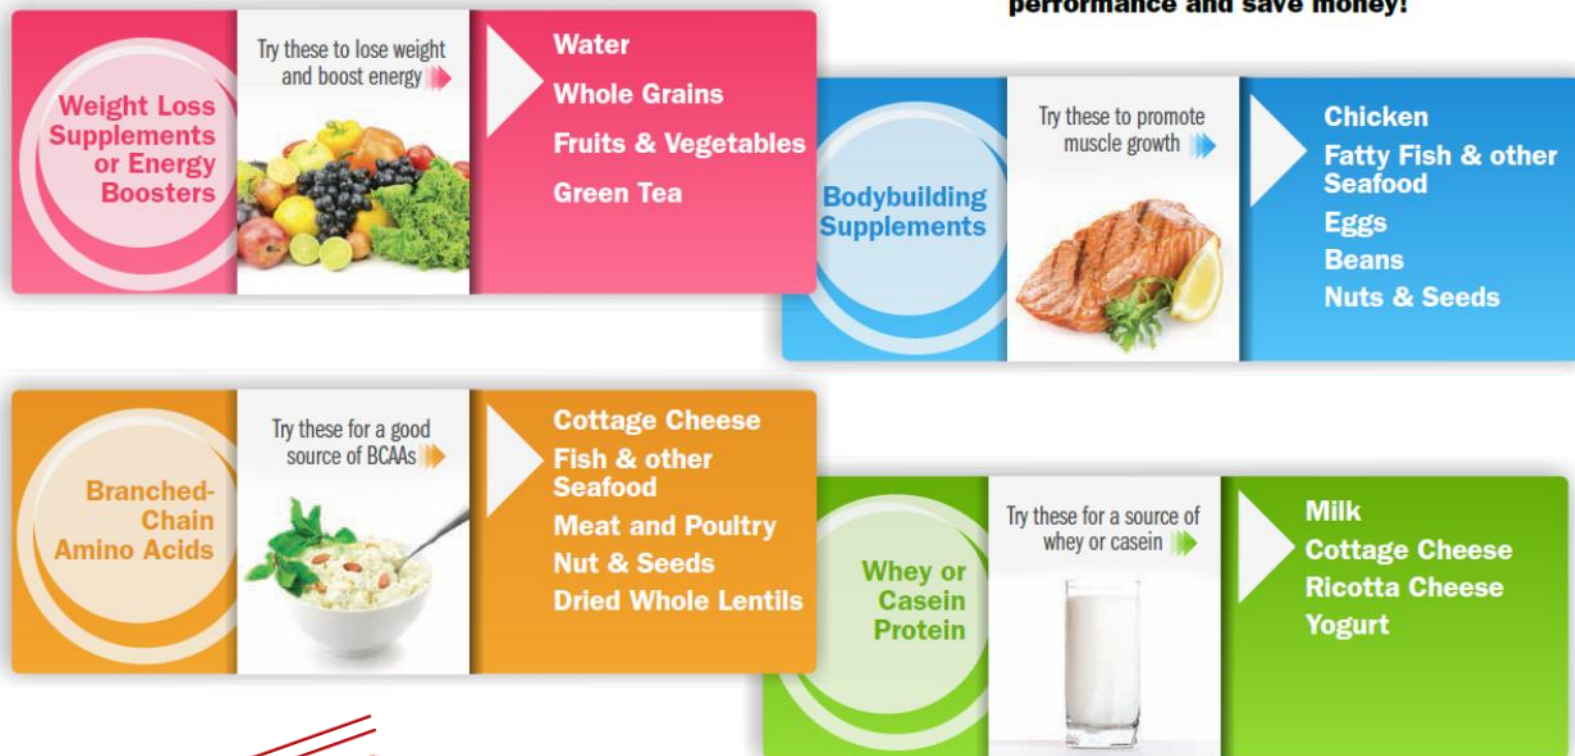 performance and save money!
Weight Loss
Supplements
or Energy
Boosters
Try these to lose weight
and boost energy
Water
Whole Grains
Fruits & Vegetables
Green Tea
Bodybuilding
Supplements
Try these to promote
muscle growth
Chicken
Fatty Fish & other
Seafood
Eggs
Beans
Nuts & Seeds
Branched-
Chain
Amino Acids
Try these for a good
source of BCAAs
Cottage Cheese
Fish & other
Seafood
Meat and Poultry
Nut & Seeds
Dried Whole Lentils
Whey or
Casein
Protein
Try these for a source of
whey or casein
Milk
Cottage Cheese
Ricotta Cheese
Yogurt